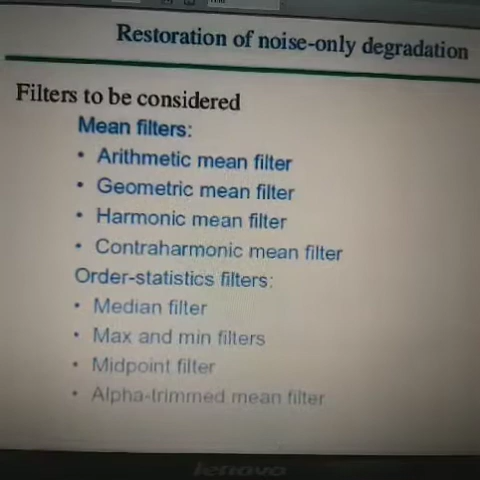 Restoration of noise-only degradation
Filters to be considered
Mean filters:
• Arithmetic mean filter
• Geometric mean filter
• Harmonic mean filter
• Contraharmonic mean filter
Order-statistics filters:
• Median filter
• Max and min filters
• Midpoint filter
• Alpha-trimmed mean filter
lenovo